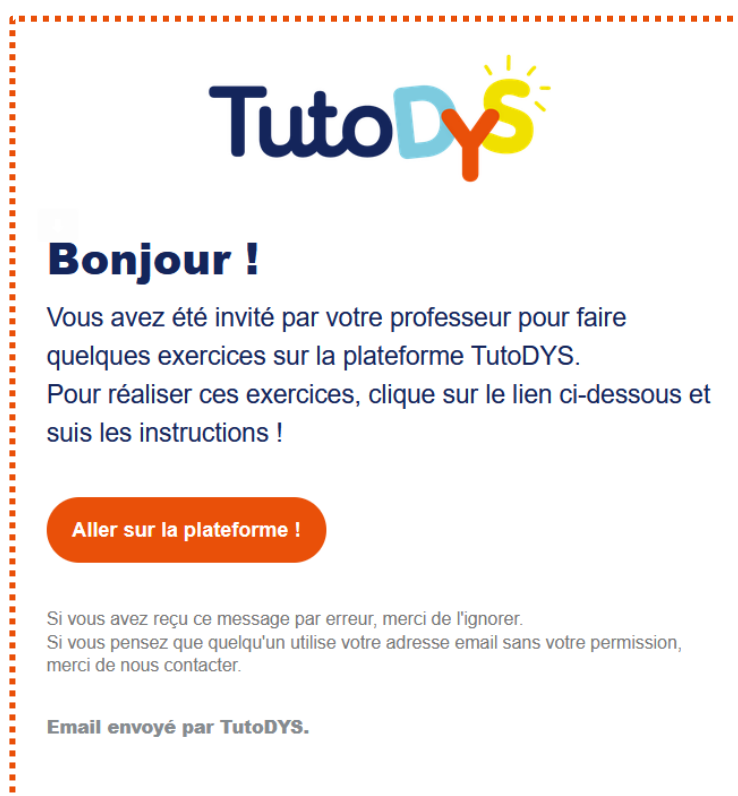 TutoDYS
Bonjour !
Vous avez été invité par votre professeur pour faire
quelques exercices sur la plateforme TutoDYS.
Pour réaliser ces exercices, clique sur le lien ci-dessous et
suis les instructions !
Aller sur la plateforme !
Si vous avez reçu ce message par erreur, merci de l'ignorer.
Si vous pensez que quelqu'un utilise votre adresse email sans votre permission,
merci de nous contacter.
Email envoyé par TutoDYS.